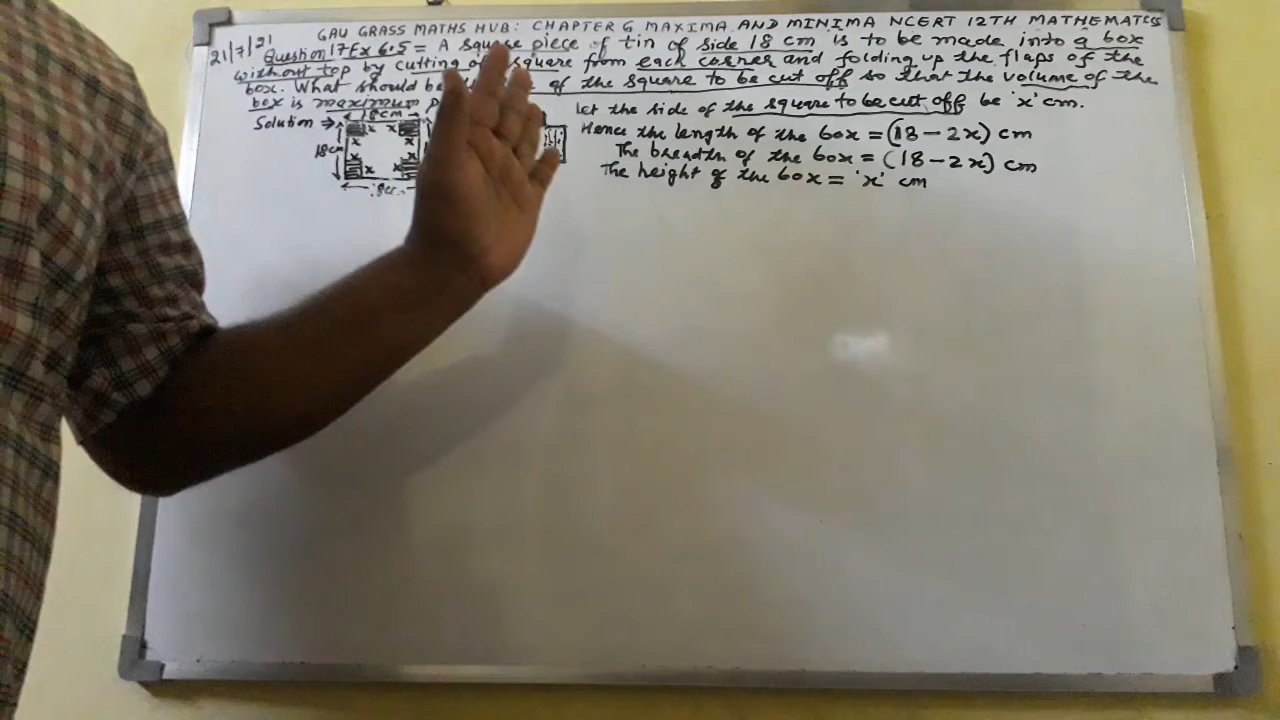 GAU GRASS MATHS HUB: CHAPTER 6 MAXIMA AND MINIMA NCERT 12TH MATHEMATICS
21/7/21 Question 17 Ex 6.5 = A square piece of tin of side 18 cm is to be made into a box
without top by cutting square from each corner and folding up the flaps of the
box. What should be of the square to be cut off so that the volume of the
box is maximum
Let the side of the square to be cut off be 'x' cm.
Solution →
18cm
x x
x
18cm
x
x x
Hence the length of the box = (18-2x) cm
The breadth of the box = (18-2x) cm
The height of the box = 'x' cm